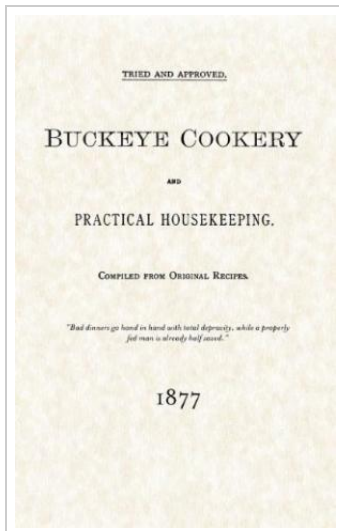 TRIED AND APPROVED.
BUCKEYE COOKERY
AND
PRACTICAL HOUSEKEEPING.
COMPILED FROM ORIGINAL RECIPES.
"Bad dinners go hand in hand with total depravity, while a properly
fed man is already half saved."
1877